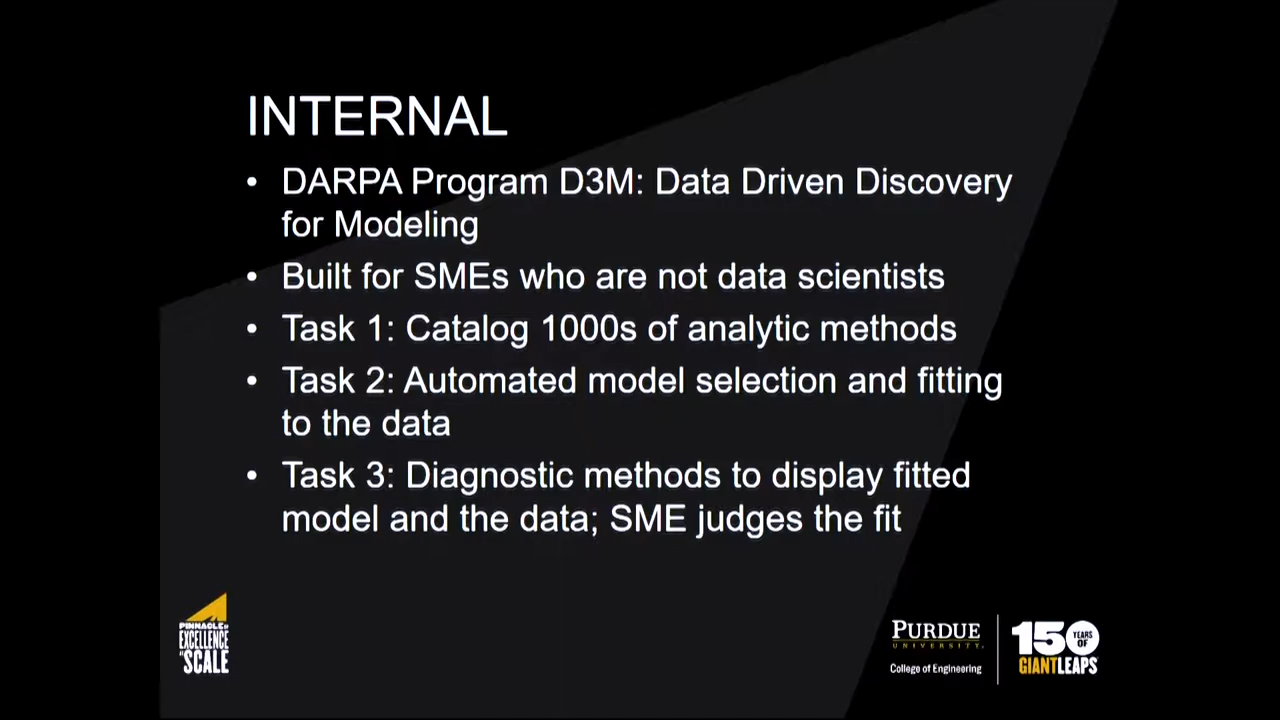 INTERNAL
• DARPA Program D3M: Data Driven Discovery
for Modeling
• Built for SMEs who are not data scientists
• Task 1: Catalog 1000s of analytic methods
• Task 2: Automated model selection and fitting
to the data
• Task 3: Diagnostic methods to display fitted
model and the data; SME judges the fit
PINNACLE OF
EXCELLENCE
AT SCALE
PURDUE
UNIVERSITY.
College of Engineering
150 YEARS OF
GIANT LEAPS